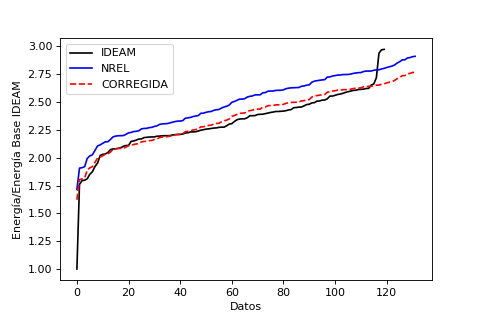 3.00
2.75
2.50
2.25
2.00
1.75
1.50
1.25
1.00
Energía/Energía Base IDEAM
IDEAM
NREL
CORREGIDA
0 20 40 60 80 100 120
Datos